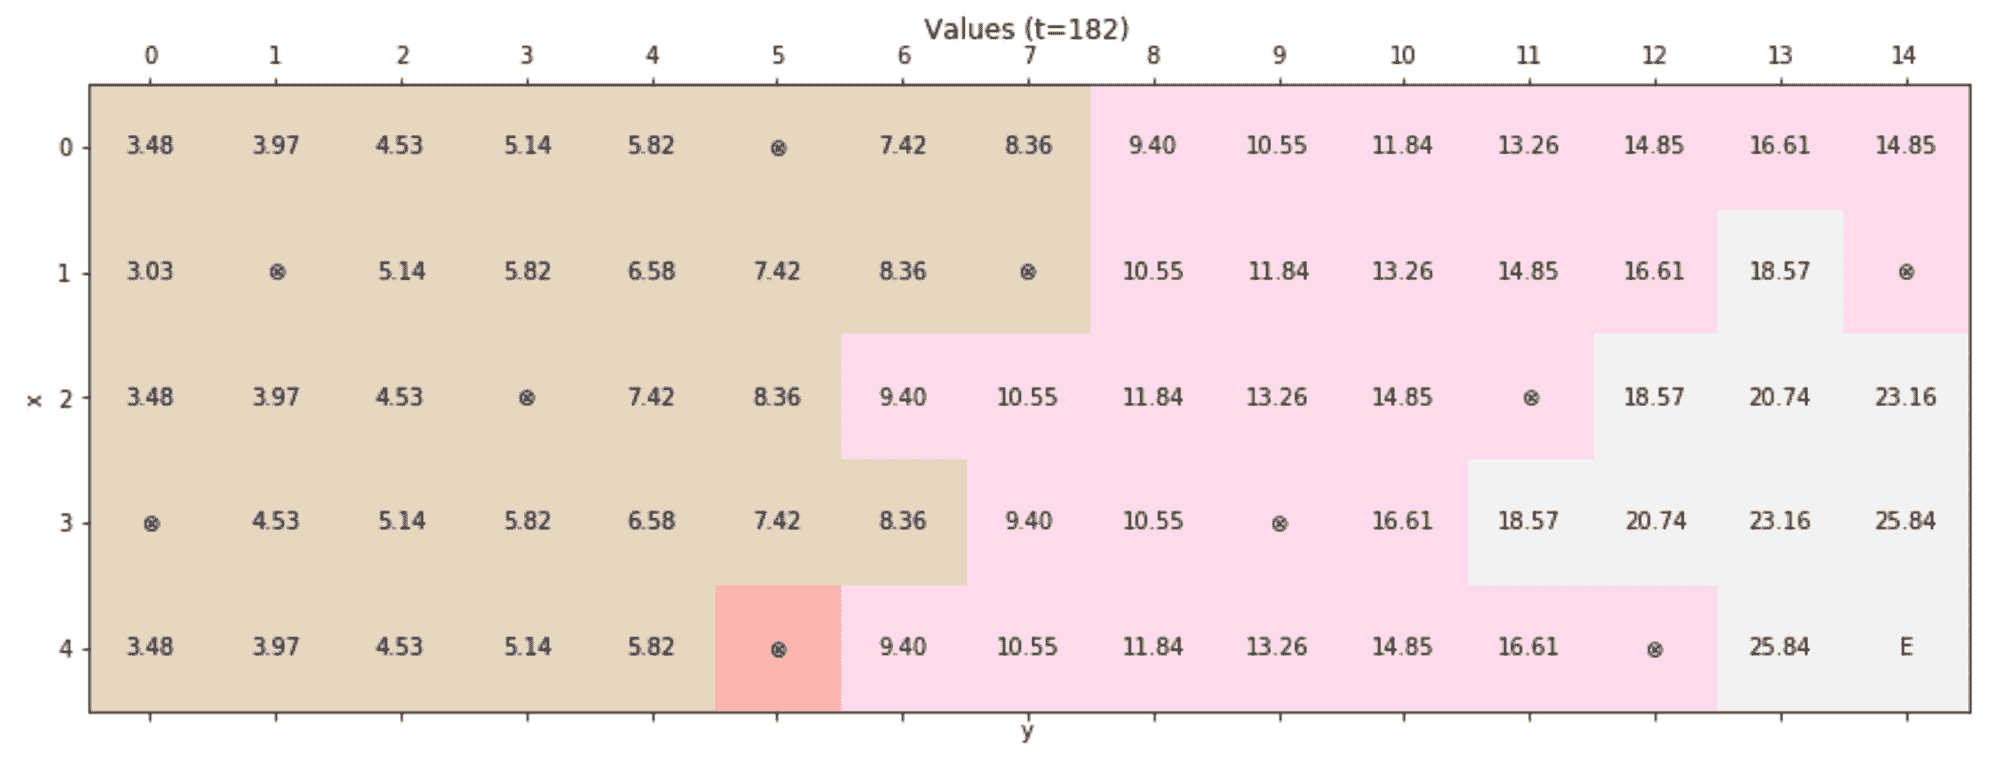 Values (t=182)
0 1 2 3 4 5 6 7 8 9 10 11 12 13 14
0 3.48 3.97 4.53 5.14 5.82 ⊗ 7.42 8.36 9.40 10.55 11.84 13.26 14.85 16.61 14.85
1 3.03 ⊗ 5.14 5.82 6.58 7.42 8.36 ⊗ 10.55 11.84 13.26 14.85 16.61 18.57 ⊗
x 2 3.48 3.97 4.53 ⊗ 7.42 8.36 9.40 10.55 11.84 13.26 14.85 ⊗ 18.57 20.74 23.16
3 ⊗ 4.53 5.14 5.82 6.58 7.42 8.36 9.40 10.55 ⊗ 16.61 18.57 20.74 23.16 25.84
4 3.48 3.97 4.53 5.14 5.82 ⊗ 9.40 10.55 11.84 13.26 14.85 16.61 ⊗ 25.84 E
y